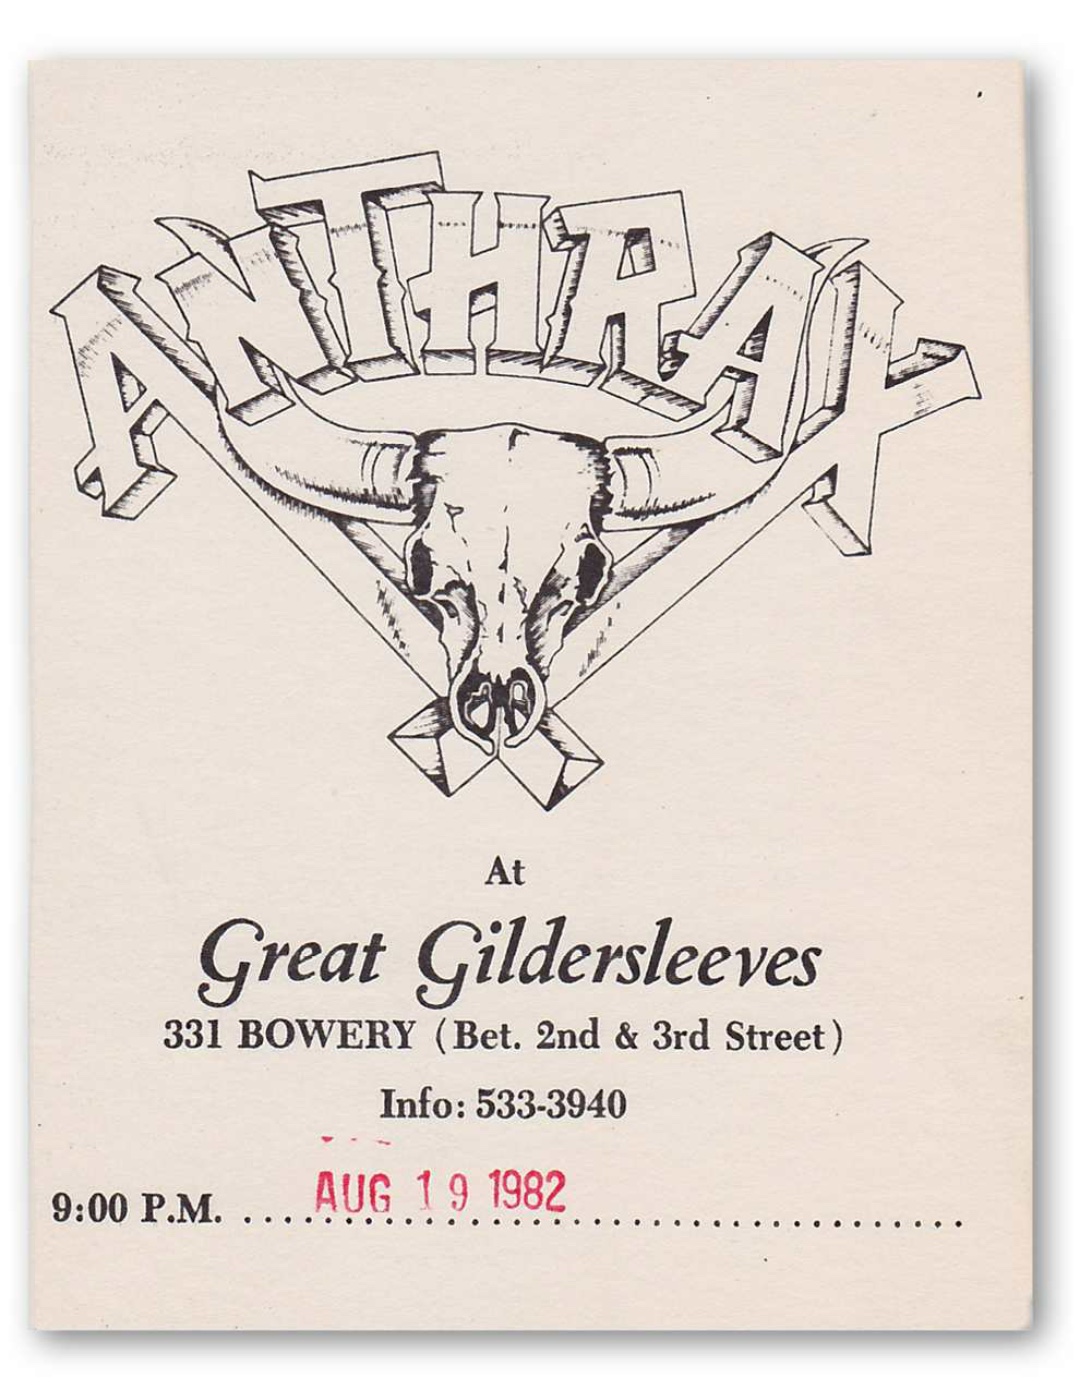 ANTHRAX
At
Great Gildersleeves
331 BOWERY (Bet. 2nd & 3rd Street)
Info: 533-3940
9:00 P.M. AUG 19 1982